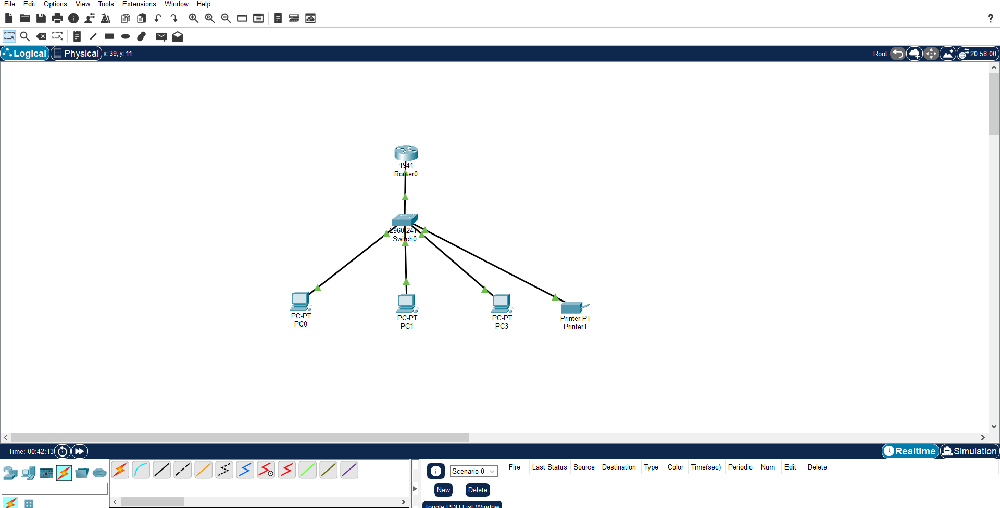 File Edit Options View Tools Extensions Window Help
?
Logical Physical x: 39, y: 11 Root 20:58:00
1941
Router0
2960-24TT
Switch0
PC-PT
PC0
PC-PT
PC1
PC-PT
PC3
Printer-PT
Printer1
Time: 00:42:13 Realtime Simulation
Scenario 0
New Delete
Toggle PDU List Window
Fire Last Status Source Destination Type Color Time(sec) Periodic Num Edit Delete